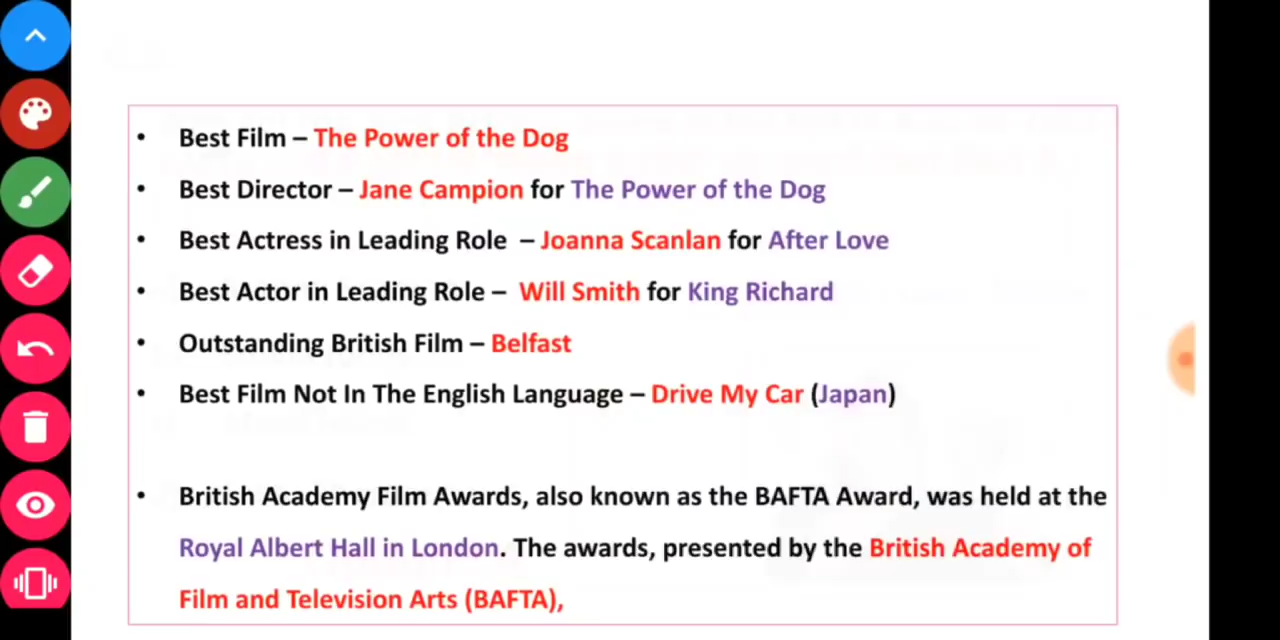 • Best Film – The Power of the Dog
• Best Director – Jane Campion for The Power of the Dog
• Best Actress in Leading Role – Joanna Scanlan for After Love
• Best Actor in Leading Role – Will Smith for King Richard
• Outstanding British Film – Belfast
• Best Film Not In The English Language – Drive My Car (Japan)
• British Academy Film Awards, also known as the BAFTA Award, was held at the
Royal Albert Hall in London. The awards, presented by the British Academy of
Film and Television Arts (BAFTA),